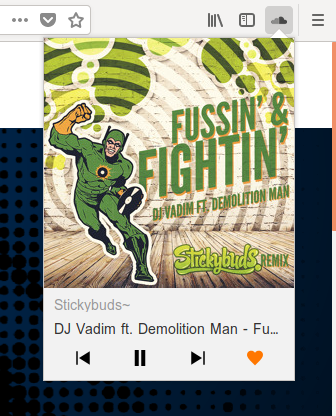 FUSSIN' &
FIGHTIN'
DJ VADIM FT. DEMOLITION MAN
Stickybuds. REMIX
Stickybuds~
DJ Vadim ft. Demolition Man - Fu...